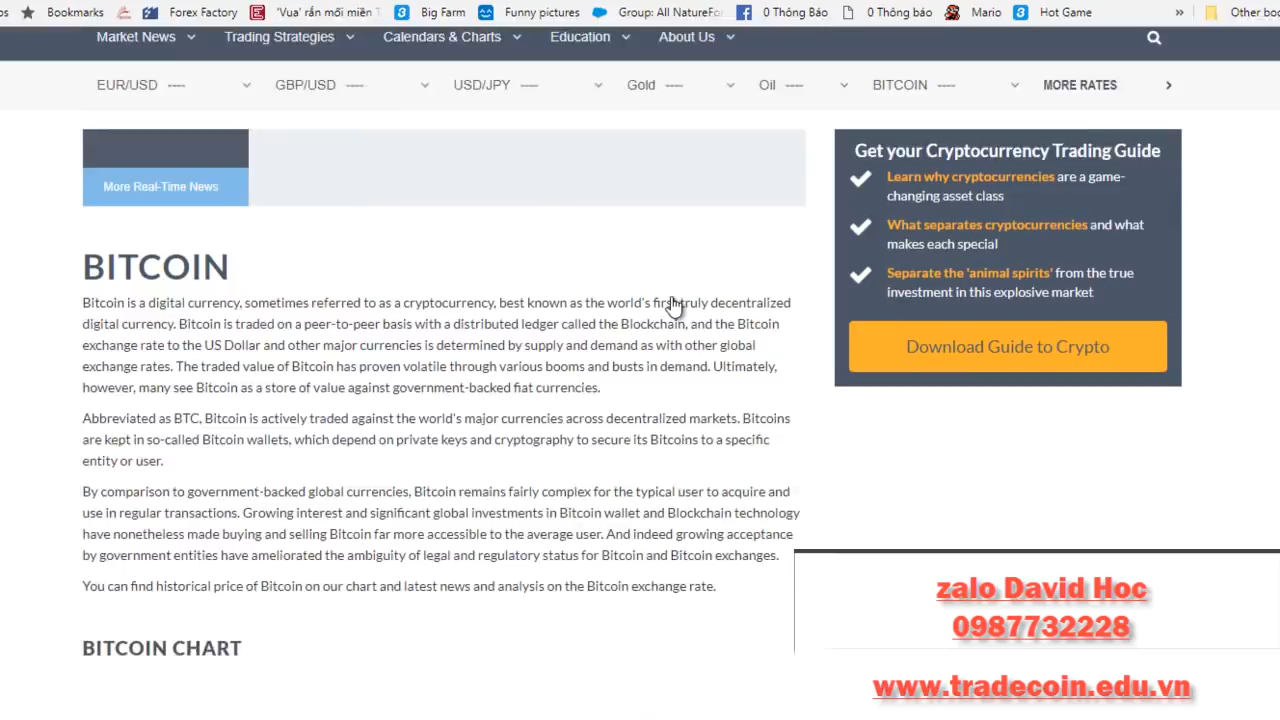 Bookmarks Forex Factory 'Vua' rắn mối miền T Big Farm Funny pictures Group: All NatureFor 0 Thông Báo 0 Thông báo Mario Hot Game » Other boo
Market News Trading Strategies Calendars & Charts Education About Us
EUR/USD ---- GBP/USD ---- USD/JPY ---- Gold ---- Oil ---- BITCOIN ---- MORE RATES
More Real-Time News
BITCOIN
Bitcoin is a digital currency, sometimes referred to as a cryptocurrency, best known as the world's first truly decentralized
digital currency. Bitcoin is traded on a peer-to-peer basis with a distributed ledger called the Blockchain, and the Bitcoin
exchange rate to the US Dollar and other major currencies is determined by supply and demand as with other global
exchange rates. The traded value of Bitcoin has proven volatile through various booms and busts in demand. Ultimately,
however, many see Bitcoin as a store of value against government-backed fiat currencies.
Abbreviated as BTC, Bitcoin is actively traded against the world's major currencies across decentralized markets. Bitcoins
are kept in so-called Bitcoin wallets, which depend on private keys and cryptography to secure its Bitcoins to a specific
entity or user.
By comparison to government-backed global currencies, Bitcoin remains fairly complex for the typical user to acquire and
use in regular transactions. Growing interest and significant global investments in Bitcoin wallet and Blockchain technology
have nonetheless made buying and selling Bitcoin far more accessible to the average user. And indeed growing acceptance
by government entities have ameliorated the ambiguity of legal and regulatory status for Bitcoin and Bitcoin exchanges.
You can find historical price of Bitcoin on our chart and latest news and analysis on the Bitcoin exchange rate.
BITCOIN CHART
Get your Cryptocurrency Trading Guide
Learn why cryptocurrencies are a game-
changing asset class
What separates cryptocurrencies and what
makes each special
Separate the 'animal spirits' from the true
investment in this explosive market
Download Guide to Crypto
zalo David Hoc
0987732228
www.tradecoin.edu.vn